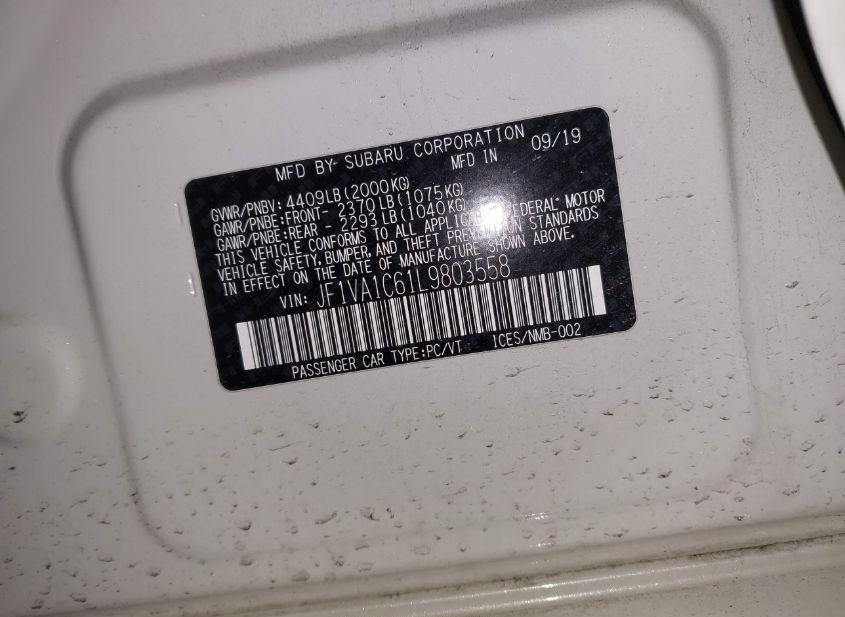 MFD BY SUBARU CORPORATION
MFD IN 09/19
GVWR/PNBV: 4409LB(2000KG)
GAWR/PNBE:FRONT- 2370LB(1075KG)
GAWR/PNBE:REAR - 2293LB(1040KG)
THIS VEHICLE CONFORMS TO ALL FEDERAL MOTOR
VEHICLE SAFETY, BUMPER, AND THEFT STANDARDS
IN EFFECT ON THE DATE OF MANUFACTURE SHOWN ABOVE.
VIN: JF1VA1C61L9803558
PASSENGER CAR TYPE:PC/VT ICES/NMB-002